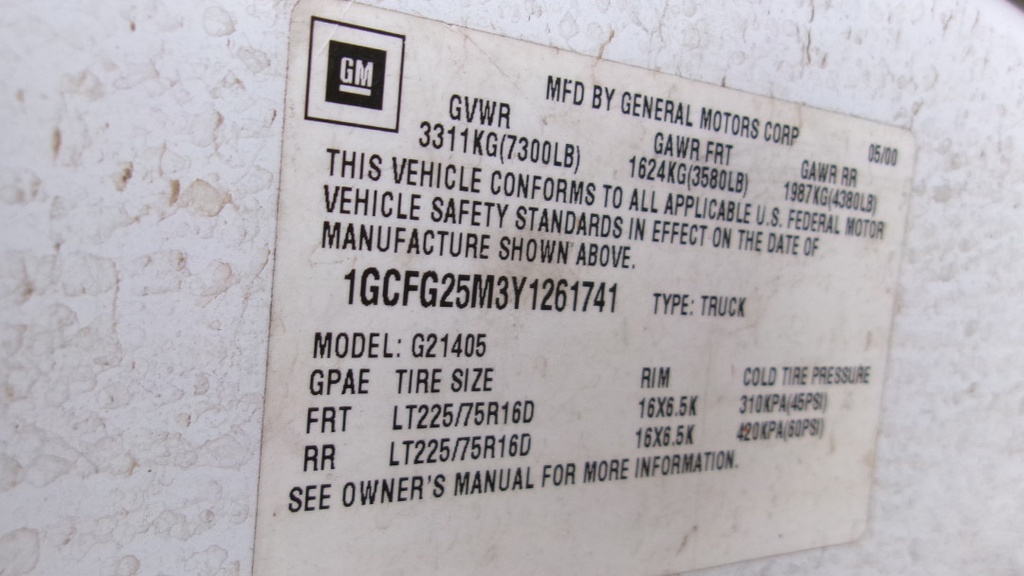 GM
MFD BY GENERAL MOTORS CORP
05/00
GVWR GAWR FRT GAWR RR
3311KG(7300LB) 1624KG(3580LB) 1987KG(4380LB)
THIS VEHICLE CONFORMS TO ALL APPLICABLE U.S. FEDERAL MOTOR
VEHICLE SAFETY STANDARDS IN EFFECT ON THE DATE OF
MANUFACTURE SHOWN ABOVE.
1GCFG25M3Y1261741 TYPE: TRUCK
MODEL: G21405
GPAE TIRE SIZE RIM COLD TIRE PRESSURE
FRT LT225/75R16D 16X6.5K 310KPA(45PSI)
RR LT225/75R16D 16X6.5K 420KPA(60PSI)
SEE OWNER'S MANUAL FOR MORE INFORMATION.